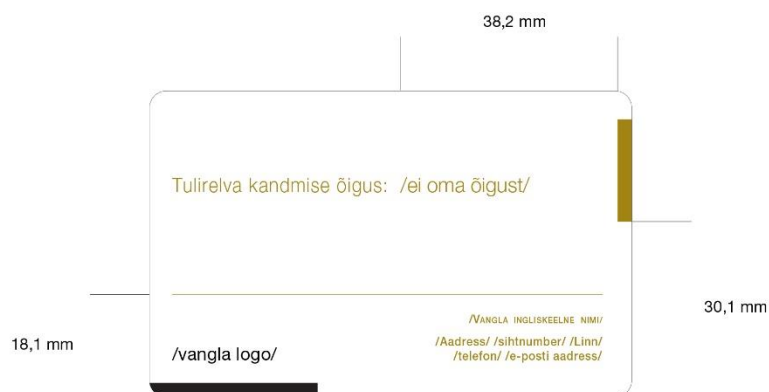 38,2 mm
Tulirelva kandmise õigus: /ei oma õigust/
30,1 mm
/VANGLA INGLISKEELNE NIMI/
18,1 mm
/vangla logo/
/Aadress/ /sihtnumber/ /Linn/
/telefon/ /e-posti aadress/